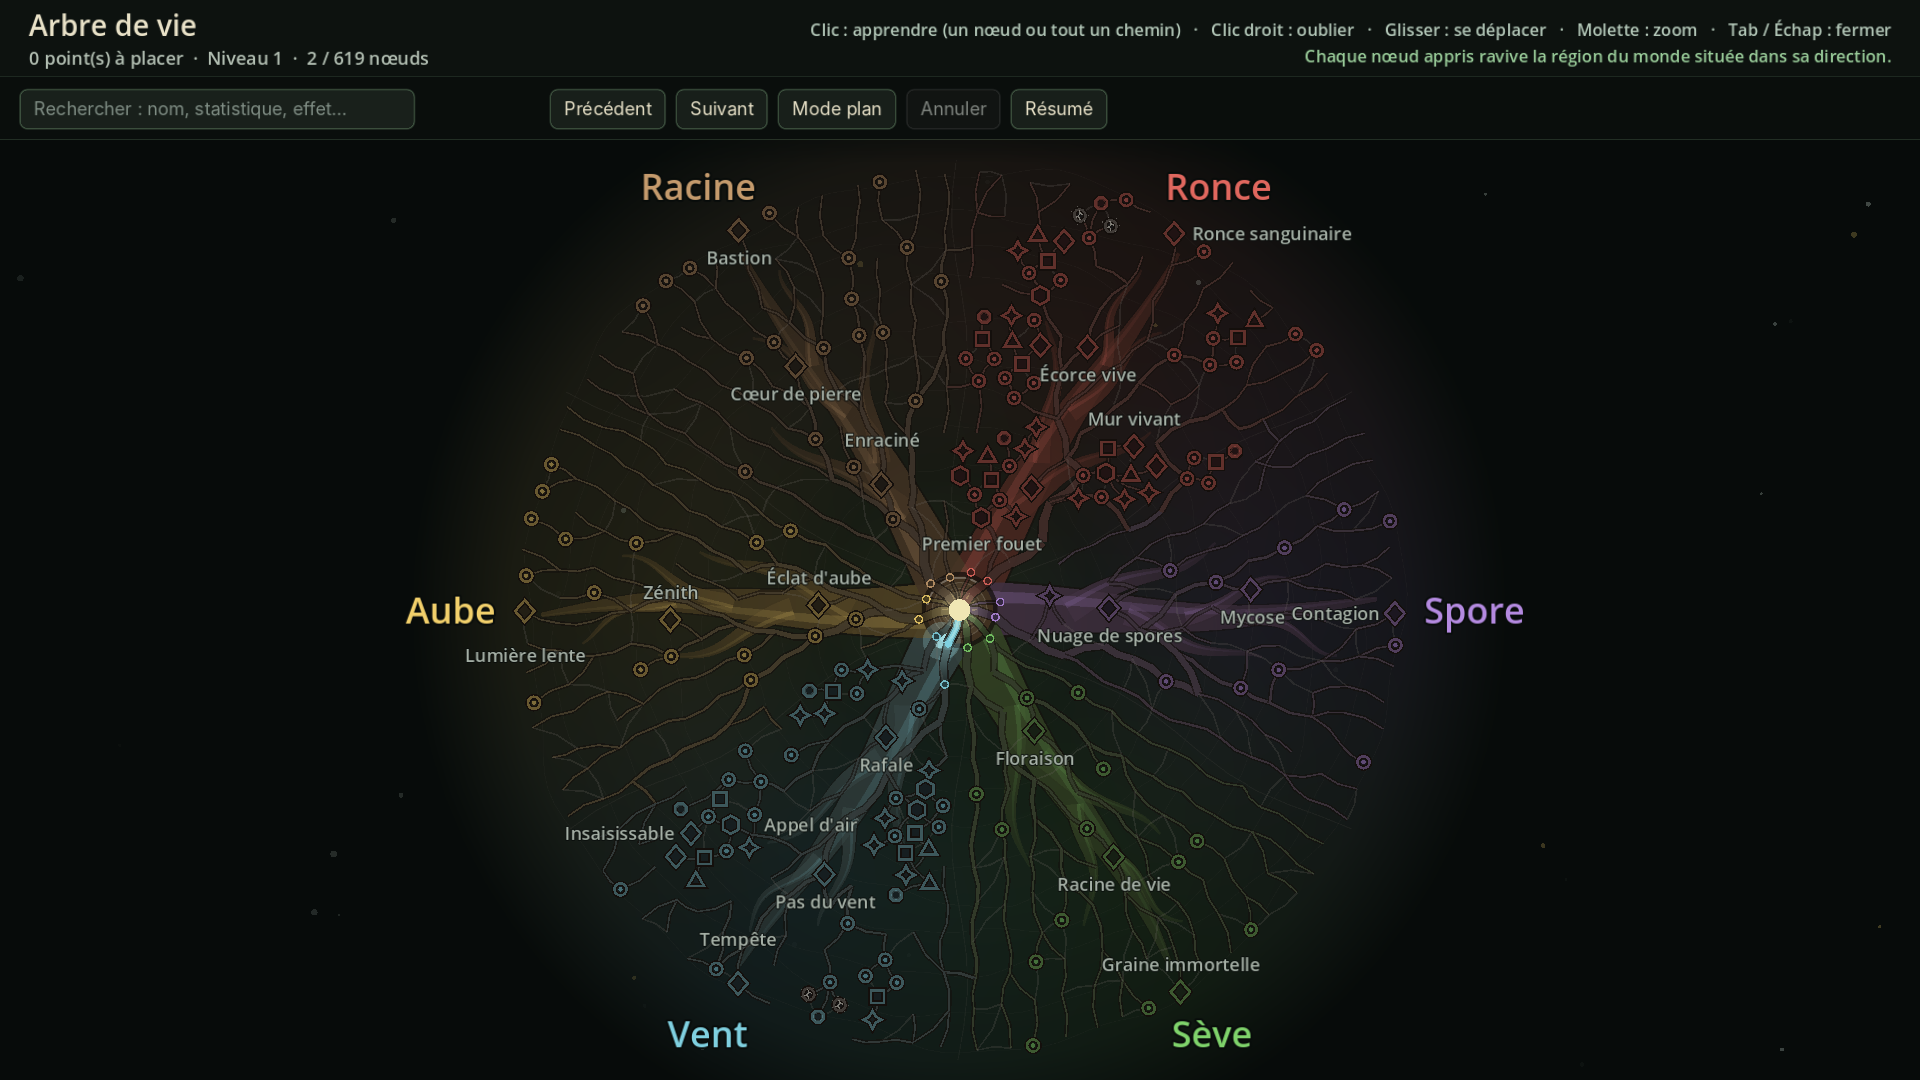 Arbre de vie
0 point(s) à placer · Niveau 1 · 2 / 619 nœuds
Clic : apprendre (un nœud ou tout un chemin) · Clic droit : oublier · Glisser : se déplacer · Molette : zoom · Tab / Échap : fermer
Chaque nœud appris ravive la région du monde située dans sa direction.
Rechercher : nom, statistique, effet...
Précédent
Suivant
Mode plan
Annuler
Résumé
Racine
Ronce
Bastion
Ronce sanguinaire
Écorce vive
Cœur de pierre
Mur vivant
Enraciné
Premier fouet
Éclat d'aube
Zénith
Aube
Spore
Mycose
Contagion
Nuage de spores
Lumière lente
Floraison
Rafale
Appel d'air
Insaisissable
Racine de vie
Pas du vent
Tempête
Graine immortelle
Vent
Sève